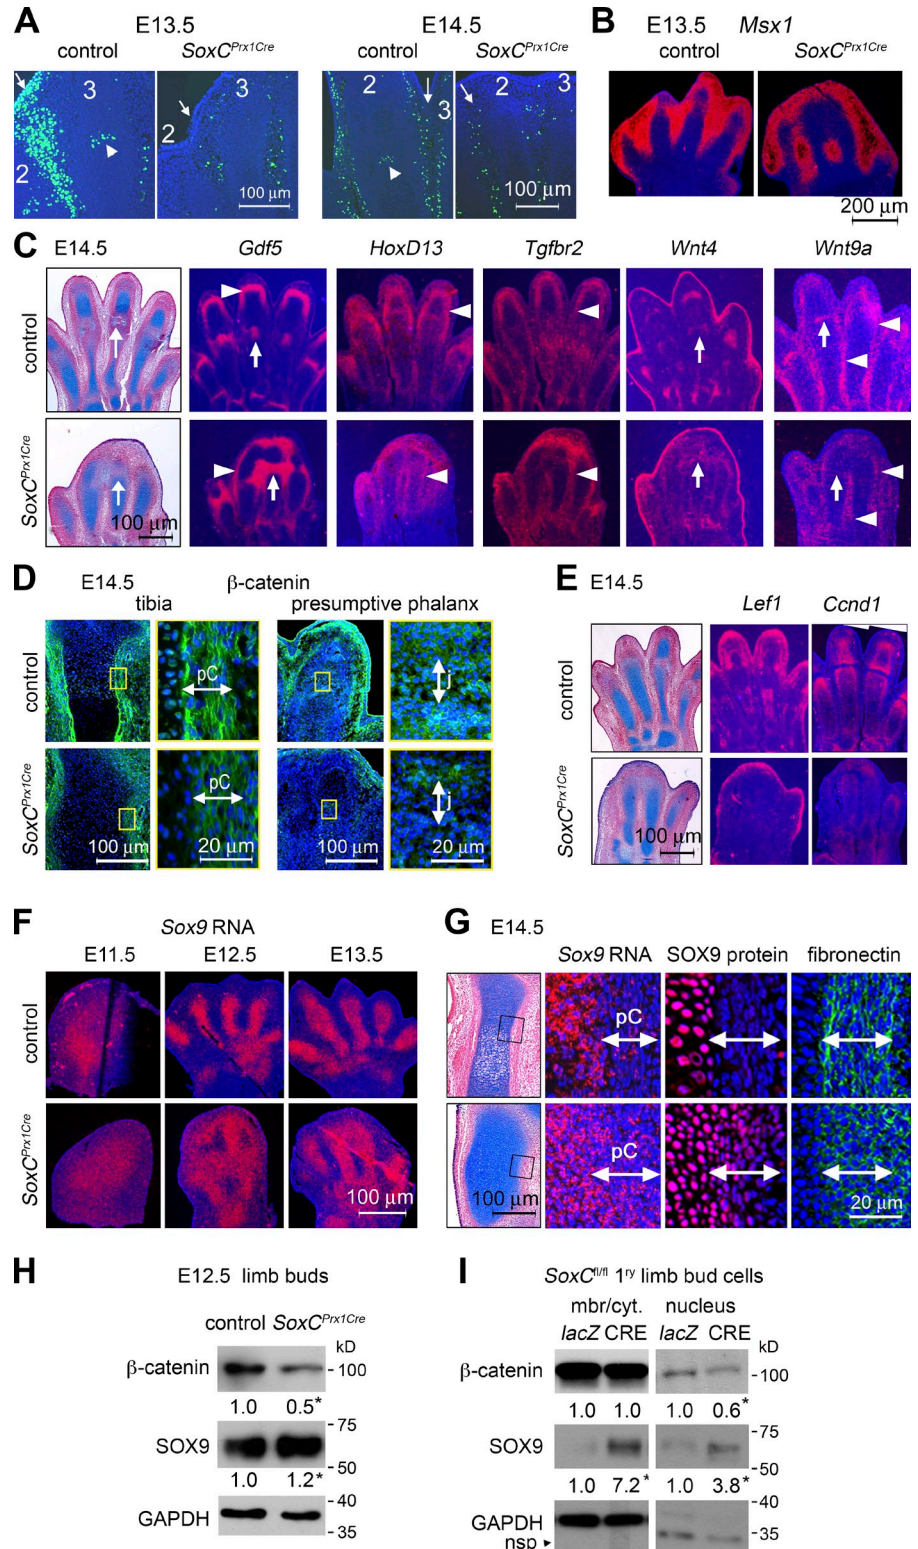 A E13.5 E14.5
control SoxC^Prx1Cre control SoxC^Prx1Cre
3 3 2 3
2 2 3 2
100 μm 100 μm
B E13.5 Msx1
control SoxC^Prx1Cre
200 μm
C E14.5 Gdf5 HoxD13 Tgfbr2 Wnt4 Wnt9a
control
SoxC^Prx1Cre
100 μm
D E14.5 β-catenin
tibia presumptive phalanx
control
pC j
SoxC^Prx1Cre
pC j
100 μm 20 μm 100 μm 20 μm
E E14.5
Lef1 Ccnd1
control
SoxC^Prx1Cre
100 μm
F Sox9 RNA
E11.5 E12.5 E13.5
control
SoxC^Prx1Cre
100 μm
G E14.5
Sox9 RNA SOX9 protein fibronectin
pC
pC
100 μm 20 μm
H E12.5 limb buds
control SoxC^Prx1Cre
kD
β-catenin - 100
1.0 0.5*
- 75
SOX9
- 50
1.0 1.2*
- 40
GAPDH
- 35
I SoxC^fl/fl 1^ry limb bud cells
mbr/cyt. nucleus
lacZ CRE lacZ CRE
kD
β-catenin - 100
1.0 1.0 1.0 0.6*
- 75
SOX9
- 50
1.0 7.2* 1.0 3.8*
- 40
GAPDH
- 35
nsp